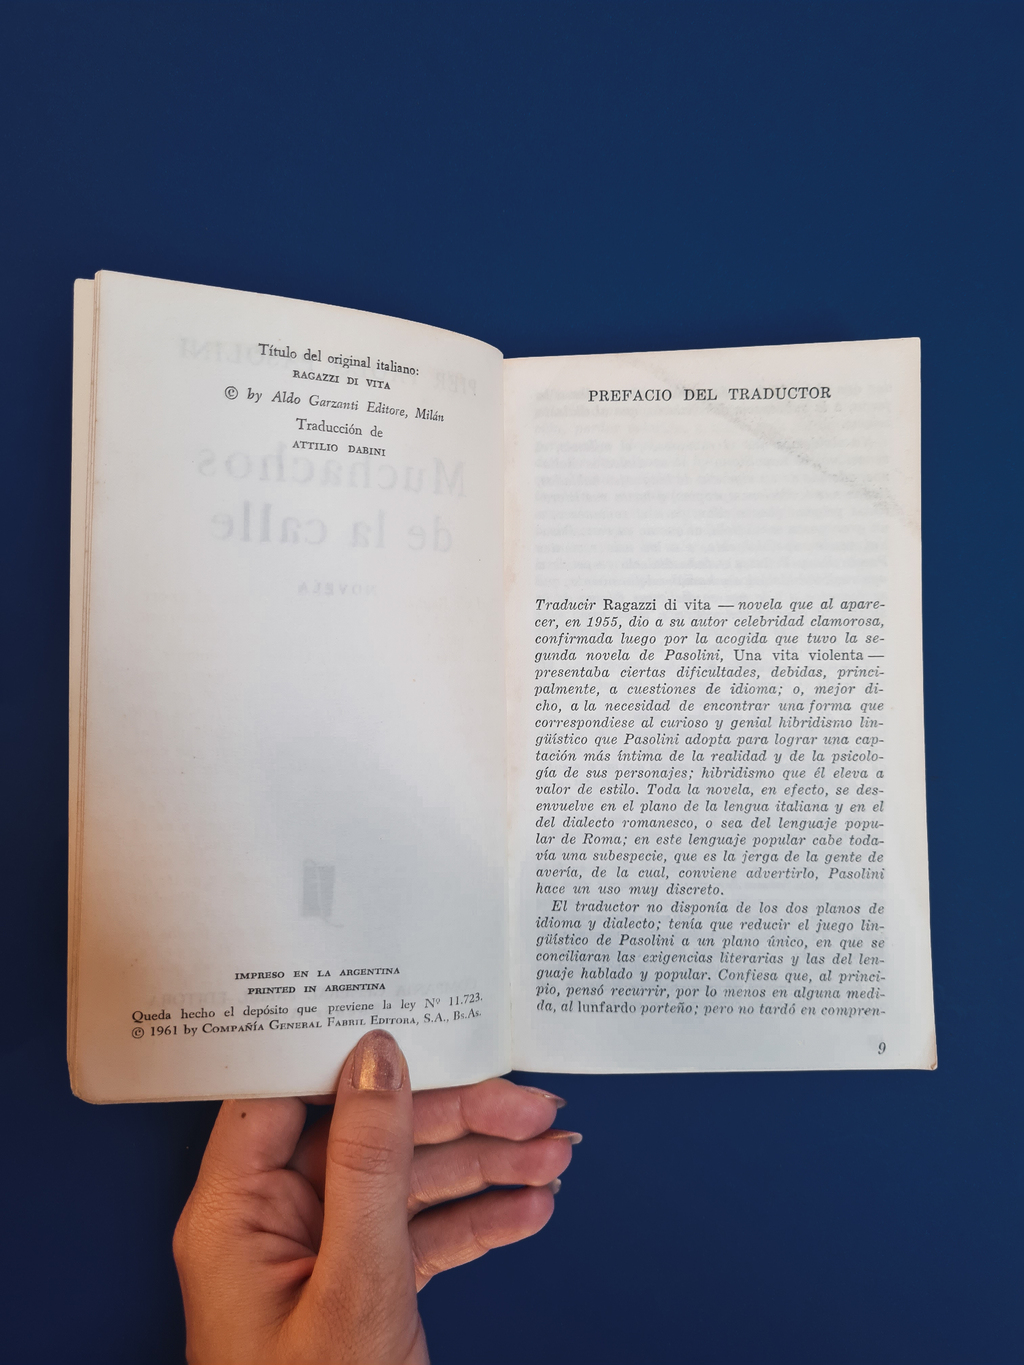 Título del original italiano:
RAGAZZI DI VITA
© by Aldo Garzanti Editore, Milán
Traducción de
ATTILIO DABINI
Muchachos
de la calle
NOVELA
IMPRESO EN LA ARGENTINA
PRINTED IN ARGENTINA
Queda hecho el depósito que previene la ley Nº 11.723.
© 1961 by COMPAÑÍA GENERAL FABRIL EDITORA, S.A., Bs.As.
PREFACIO DEL TRADUCTOR
Traducir Ragazzi di vita — novela que al apare-
cer, en 1955, dio a su autor celebridad clamorosa,
confirmada luego por la acogida que tuvo la se-
gunda novela de Pasolini, Una vita violenta —
presentaba ciertas dificultades, debidas, princi-
palmente, a cuestiones de idioma; o, mejor di-
cho, a la necesidad de encontrar una forma que
correspondiese al curioso y genial hibridismo lin-
güístico que Pasolini adopta para lograr una cap-
tación más íntima de la realidad y de la psicolo-
gía de sus personajes; hibridismo que él eleva a
valor de estilo. Toda la novela, en efecto, se des-
envuelve en el plano de la lengua italiana y en el
del dialecto romanesco, o sea del lenguaje popu-
lar de Roma; en este lenguaje popular cabe toda-
vía una subespecie, que es la jerga de la gente de
avería, de la cual, conviene advertirlo, Pasolini
hace un uso muy discreto.
El traductor no disponía de los dos planos de
idioma y dialecto; tenía que reducir el juego lin-
güístico de Pasolini a un plano único, en que se
conciliaran las exigencias literarias y las del len-
guaje hablado y popular. Confiesa que, al princi-
pio, pensó recurrir, por lo menos en alguna medi-
da, al lunfardo porteño; pero no tardó en compren-
9